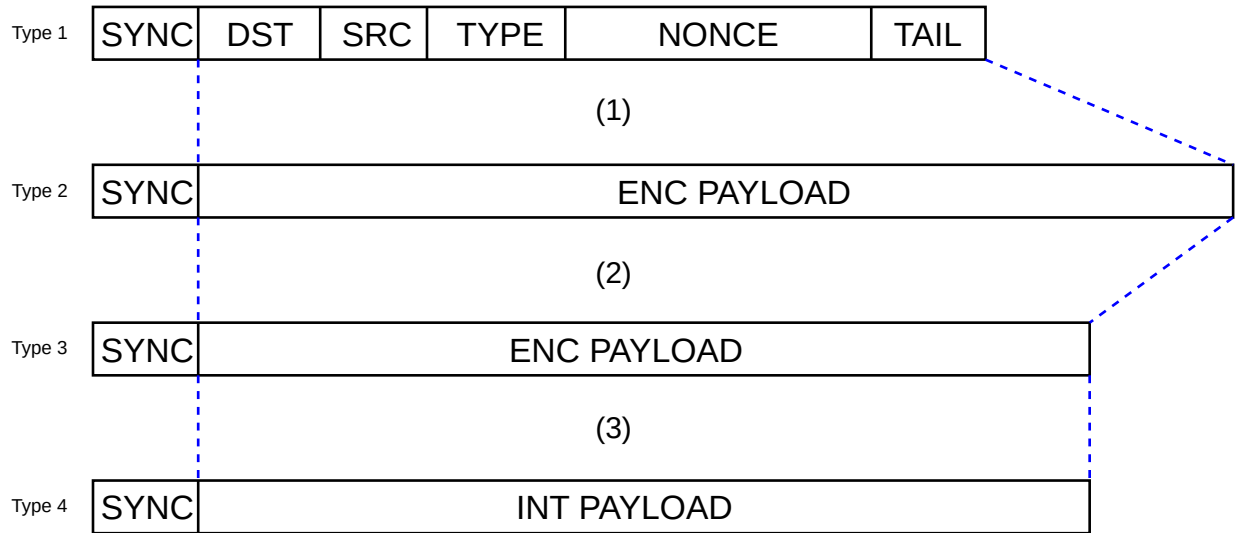 Type 1 SYNC DST SRC TYPE NONCE TAIL
(1)
Type 2 SYNC ENC PAYLOAD
(2)
Type 3 SYNC ENC PAYLOAD
(3)
Type 4 SYNC INT PAYLOAD